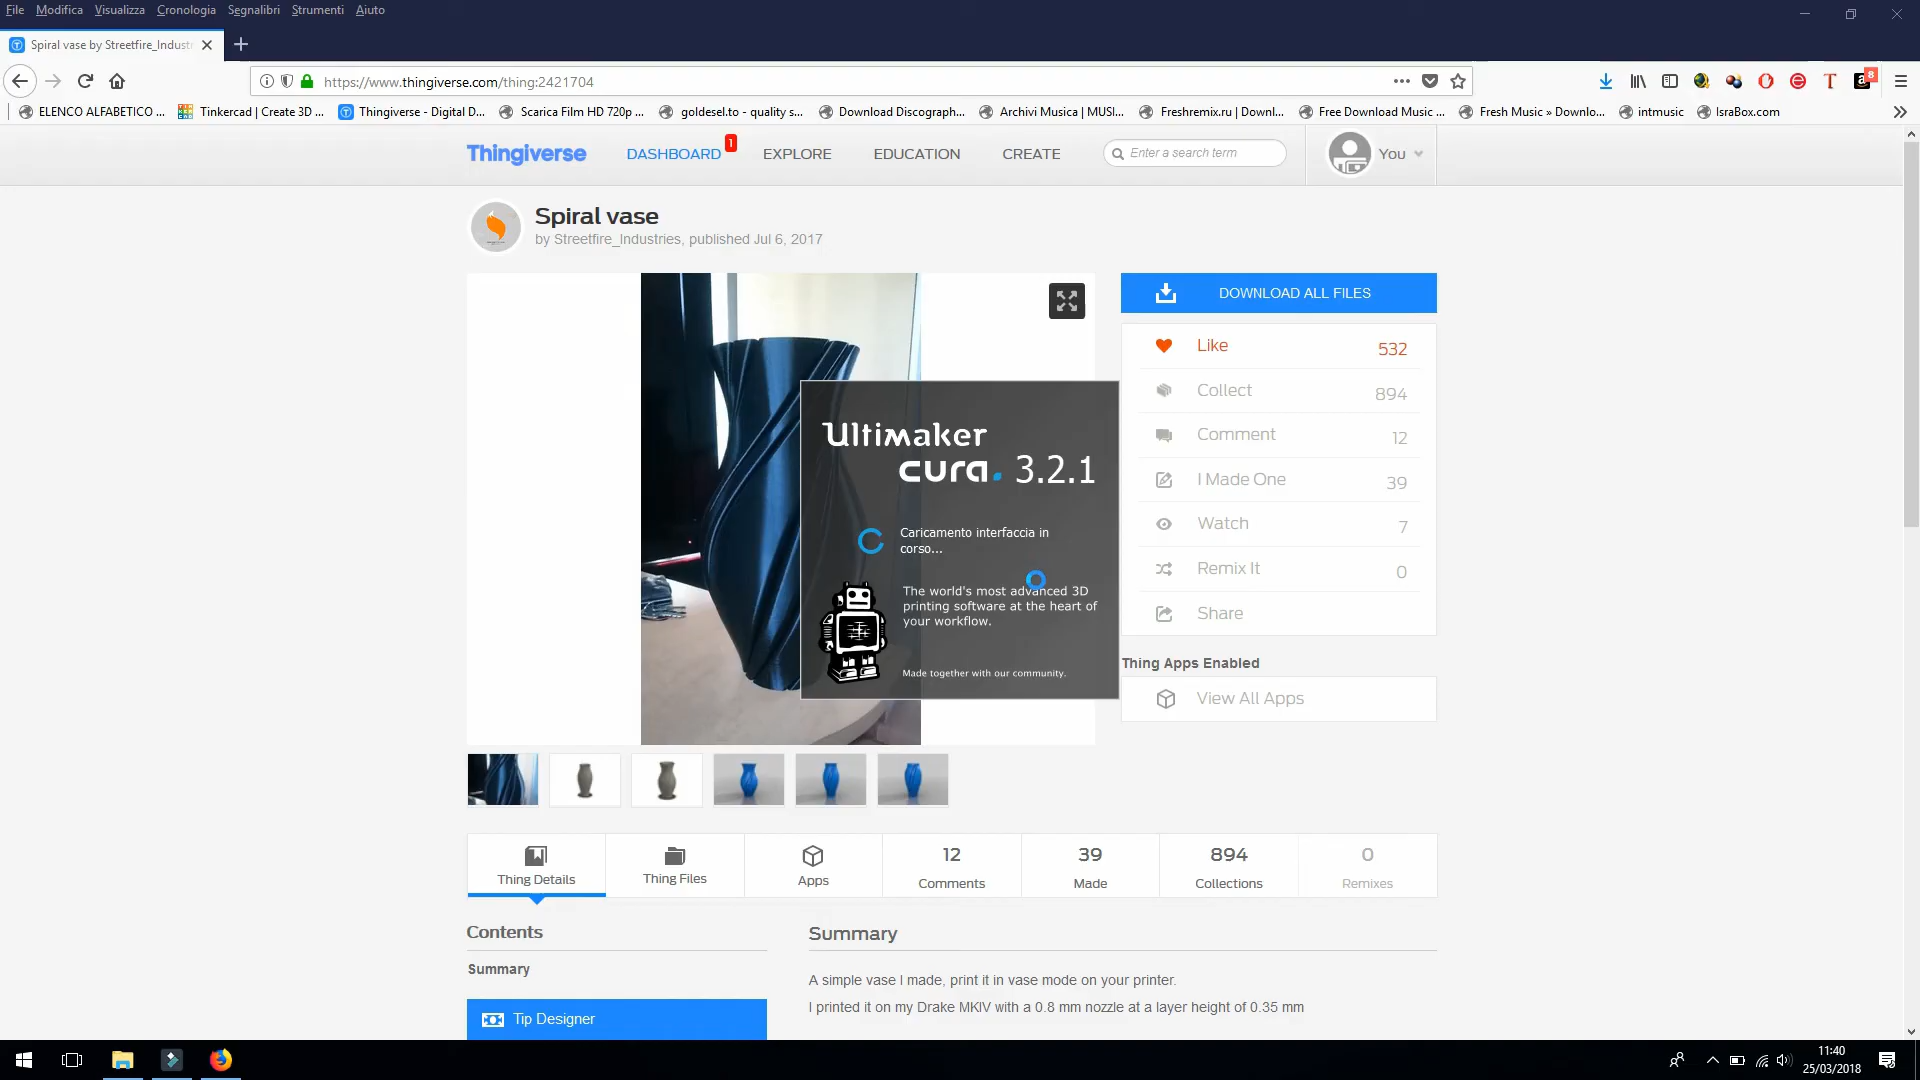 File Modifica Visualizza Cronologia Segnalibri Strumenti Aiuto
Spiral vase by Streetfire_Industr
https://www.thingiverse.com/thing:2421704
8
ELENCO ALFABETICO ... Tinkercad | Create 3D ... Thingiverse - Digital D... Scarica Film HD 720p ... goldesel.to - quality s... Download Discograph... Archivi Musica | MUSI... Freshremix.ru | Downl... Free Download Music ... Fresh Music » Downlo... intmusic IsraBox.com
Thingiverse DASHBOARD 1 EXPLORE EDUCATION CREATE Enter a search term You
Spiral vase
by Streetfire_Industries, published Jul 6, 2017
DOWNLOAD ALL FILES
Like 532
Collect 894
Comment 12
I Made One 39
Watch 7
Remix It 0
Share
Thing Apps Enabled
View All Apps
Ultimaker
cura. 3.2.1
Caricamento interfaccia in
corso...
The world's most advanced 3D
printing software at the heart of
your workflow.
Made together with our community.
Thing Details
Thing Files
Apps
12
Comments
39
Made
894
Collections
0
Remixes
Contents
Summary
Tip Designer
Summary
A simple vase I made, print it in vase mode on your printer.
I printed it on my Drake MKIV with a 0.8 mm nozzle at a layer height of 0.35 mm
11:40
25/03/2018